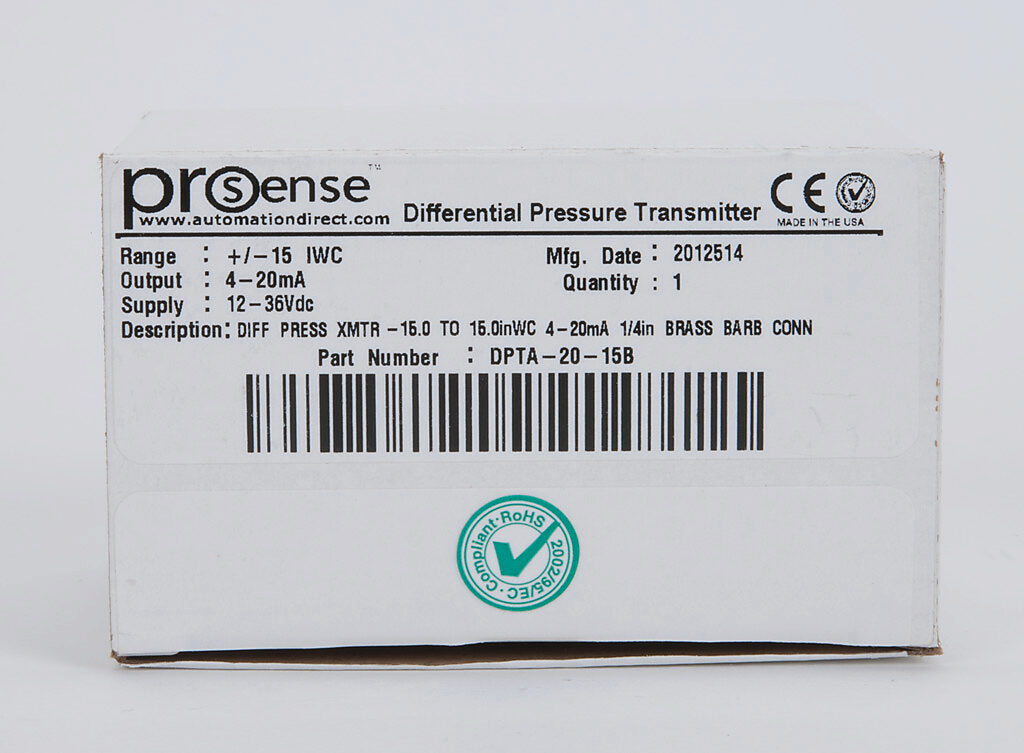 prosense™
www.automationdirect.com Differential Pressure Transmitter CE
MADE IN THE USA
Range : +/-15 IWC Mfg. Date : 2012514
Output : 4-20mA Quantity : 1
Supply : 12-36Vdc
Description: DIFF PRESS XMTR -15.0 TO 15.0inWC 4-20mA 1/4in BRASS BARB CONN
Part Number : DPTA-20-15B
Compliant·RoHS
2002/95/EC·